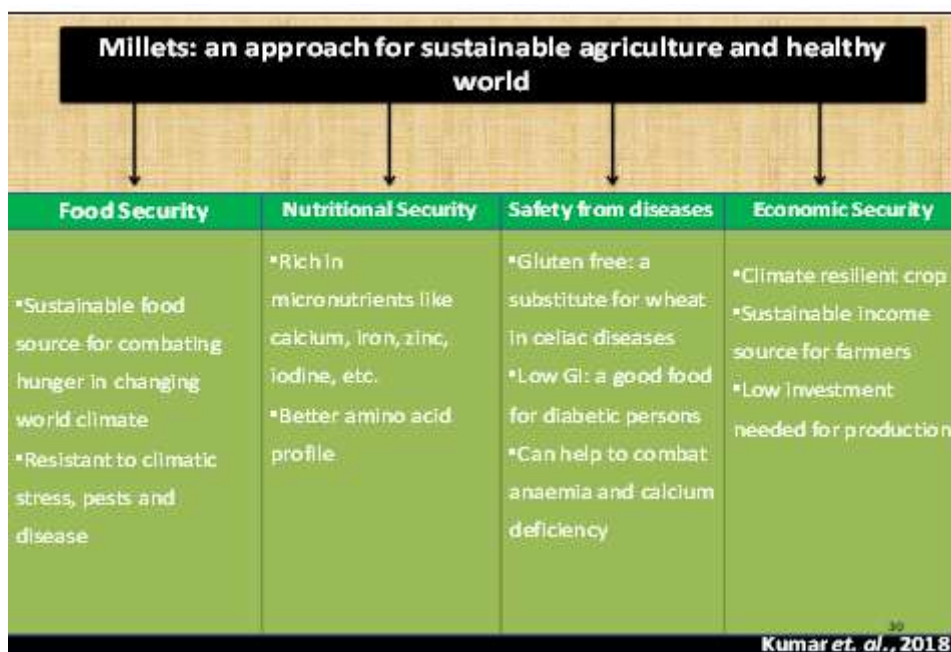 Millets: an approach for sustainable agriculture and healthy
world
Food Security
▪Sustainable food
source for combating
hunger in changing
world climate
▪Resistant to climatic
stress, pests and
disease
Nutritional Security
▪Rich in
micronutrients like
calcium, iron, zinc,
iodine, etc.
▪Better amino acid
profile
Safety from diseases
▪Gluten free: a
substitute for wheat
in celiac diseases
▪Low GI: a good food
for diabetic persons
▪Can help to combat
anaemia and calcium
deficiency
Economic Security
▪Climate resilient crop
▪Sustainable income
source for farmers
▪Low investment
needed for production
30
Kumar et. al., 2018